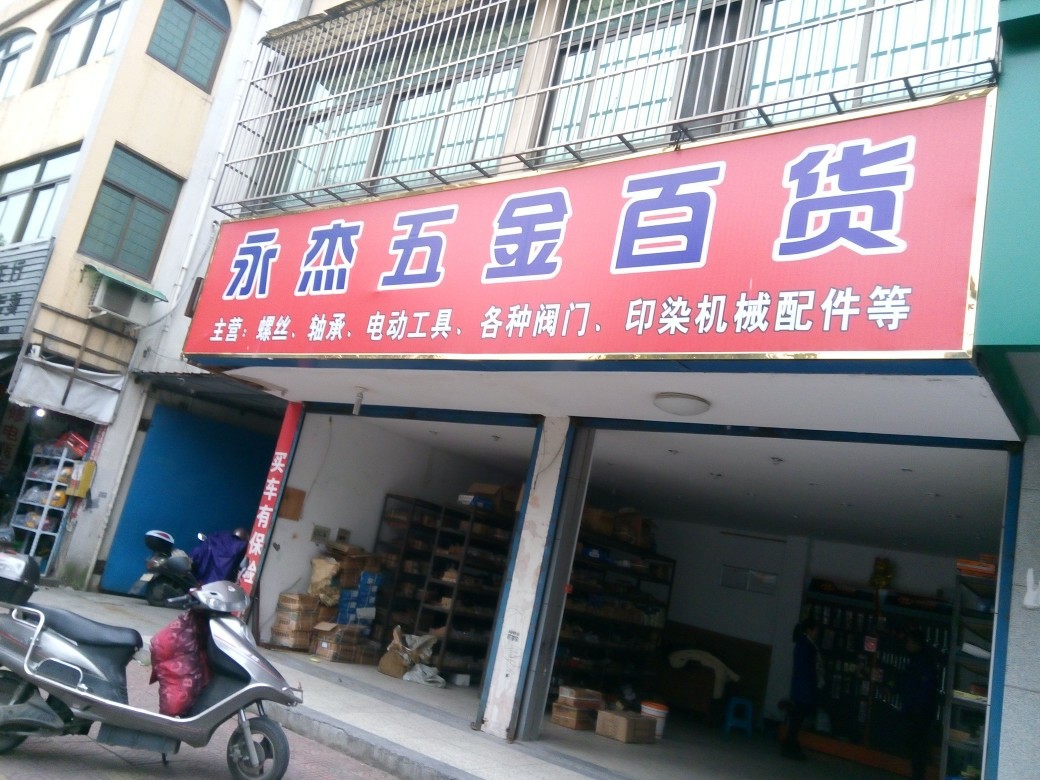 永杰五金百货
主营：螺丝、轴承、电动工具、各种阀门、印染机械配件等
买车有保险